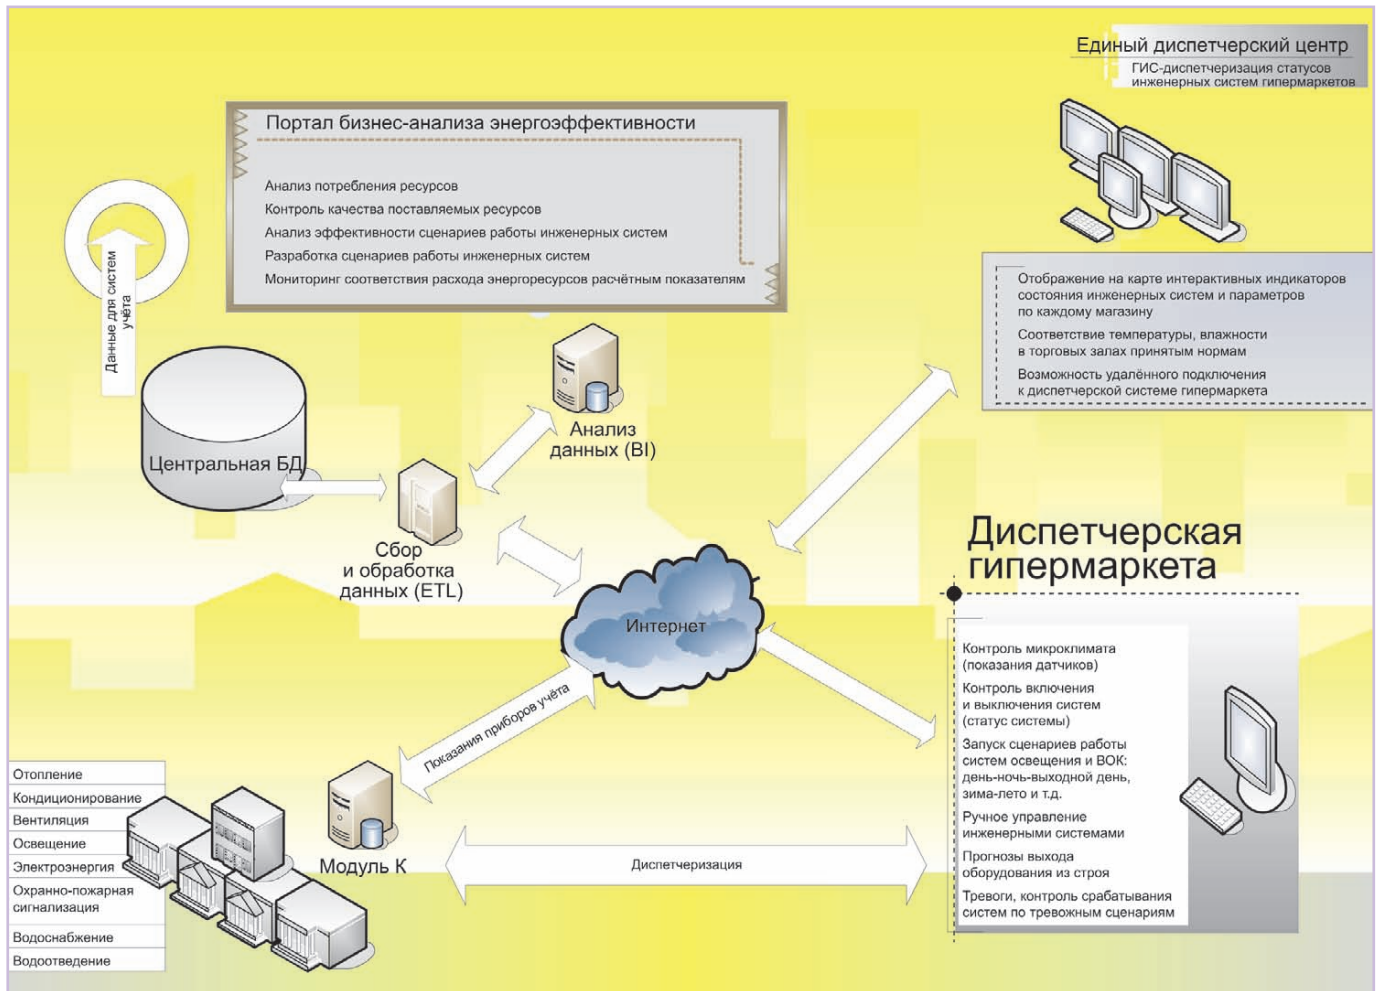 Единый диспетчерский центр
ГИС-диспетчеризация статусов
инженерных систем гипермаркетов
Портал бизнес-анализа энергоэффективности
Анализ потребления ресурсов
Контроль качества поставляемых ресурсов
Анализ эффективности сценариев работы инженерных систем
Разработка сценариев работы инженерных систем
Мониторинг соответствия расхода энергоресурсов расчётным показателям
Данные для систем
учёта
Отображение на карте интерактивных индикаторов
состояния инженерных систем и параметров
по каждому магазину
Соответствие температуры, влажности
в торговых залах принятым нормам
Возможность удалённого подключения
к диспетчерской системе гипермаркета
Анализ
данных (BI)
Центральная БД
Сбор
и обработка
данных (ETL)
Интернет
Диспетчерская
гипермаркета
Контроль микроклимата
(показания датчиков)
Контроль включения
и выключения систем
(статус системы)
Запуск сценариев работы
систем освещения и ВОК:
день-ночь-выходной день,
зима-лето и т.д.
Ручное управление
инженерными системами
Прогнозы выхода
оборудования из строя
Тревоги, контроль срабатывания
систем по тревожным сценариям
Показания приборов учёта
Отопление
Кондиционирование
Вентиляция
Освещение
Электроэнергия
Охранно-пожарная
сигнализация
Водоснабжение
Водоотведение
Модуль К
Диспетчеризация